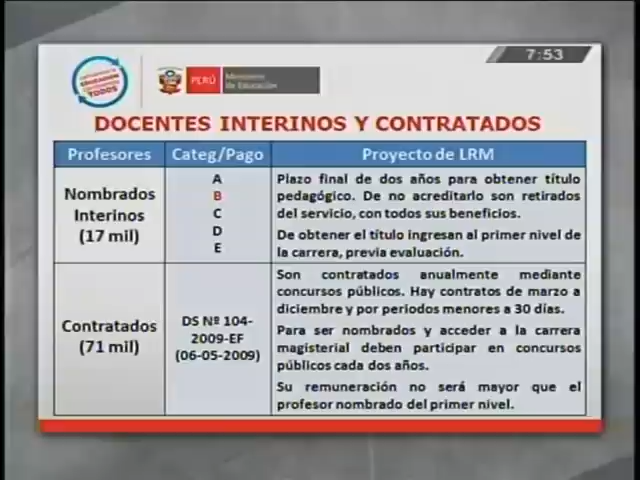 7:53
EDUCACIÓN
TODOS
PERÚ
Ministerio
de Educación
DOCENTES INTERINOS Y CONTRATADOS
Profesores Categ/Pago Proyecto de LRM
Nombrados
Interinos
(17 mil)
A
B
C
D
E
Plazo final de dos años para obtener título
pedagógico. De no acreditarlo son retirados
del servicio, con todos sus beneficios.
De obtener el título ingresan al primer nivel de
la carrera, previa evaluación.
Contratados
(71 mil)
DS Nº 104-
2009-EF
(06-05-2009)
Son contratados anualmente mediante
concursos públicos. Hay contratos de marzo a
diciembre y por periodos menores a 30 días.
Para ser nombrados y acceder a la carrera
magisterial deben participar en concursos
públicos cada dos años.
Su remuneración no será mayor que el
profesor nombrado del primer nivel.